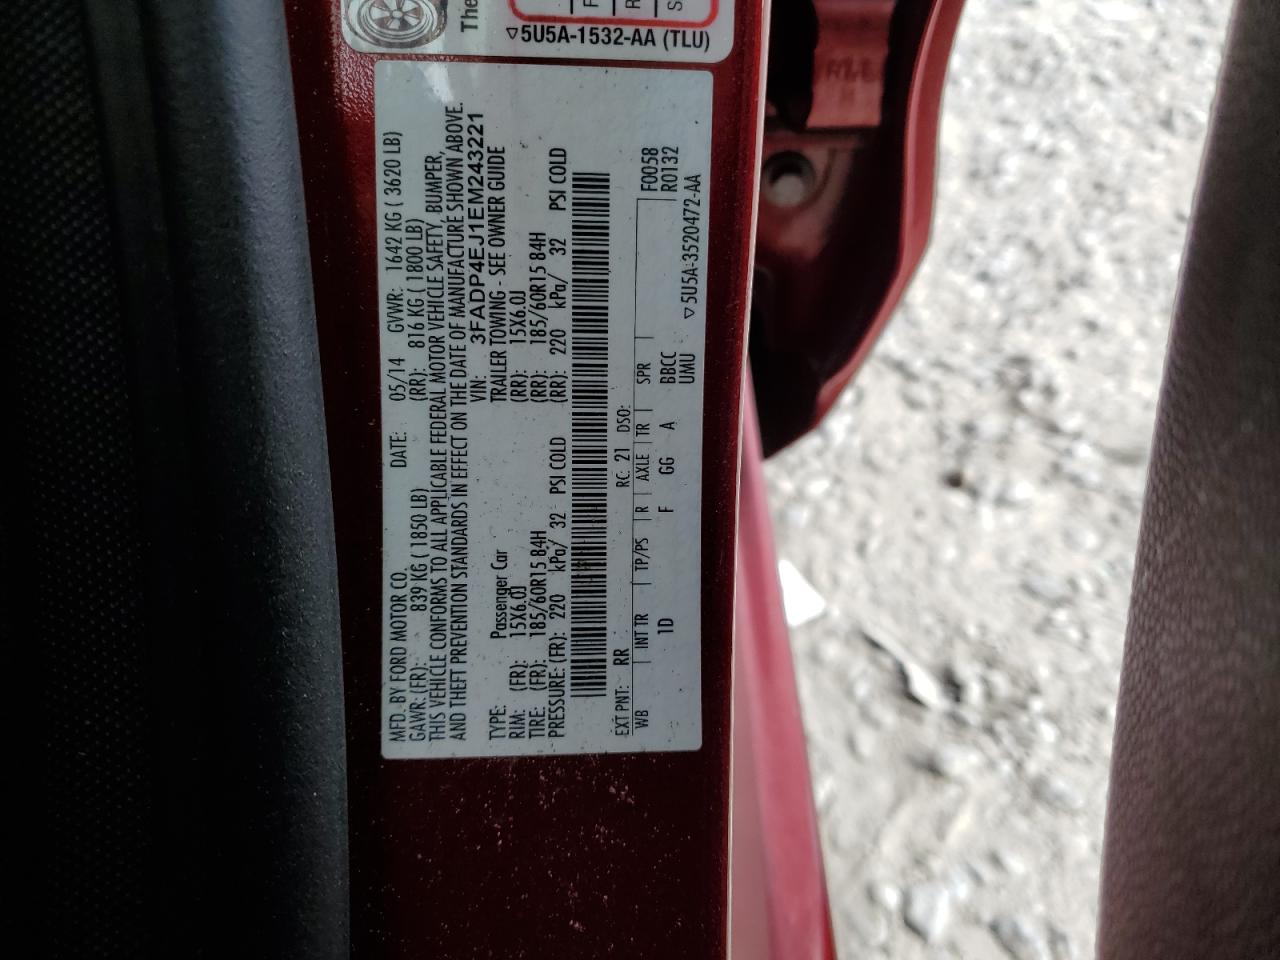 The
5U5A-1532-AA (TLU)
MFD. BY FORD MOTOR CO. DATE: 05/14 GVWR: 1642 KG ( 3620 LB)
GAWR: (FR): 839 KG ( 1850 LB) (RR): 816 KG ( 1800 LB)
THIS VEHICLE CONFORMS TO ALL APPLICABLE FEDERAL MOTOR VEHICLE SAFETY, BUMPER,
AND THEFT PREVENTION STANDARDS IN EFFECT ON THE DATE OF MANUFACTURE SHOWN ABOVE.
VIN: 3FADP4EJ1EM243221
TYPE: Passenger Car TRAILER TOWING - SEE OWNER GUIDE
RIM: (FR): 15X6.0J (RR): 15X6.0J
TIRE: (FR): 185/60R15 84H (RR): 185/60R15 84H
PRESSURE: (FR): 220 kPa/ 32 PSI COLD (RR): 220 kPa/ 32 PSI COLD
EXT PNT: RR RC: 21 DSO: F0058
WB INT TR TP/PS R AXLE TR SPR R0132
1D F GG A BBCC
UMU
5U5A-3520472-AA